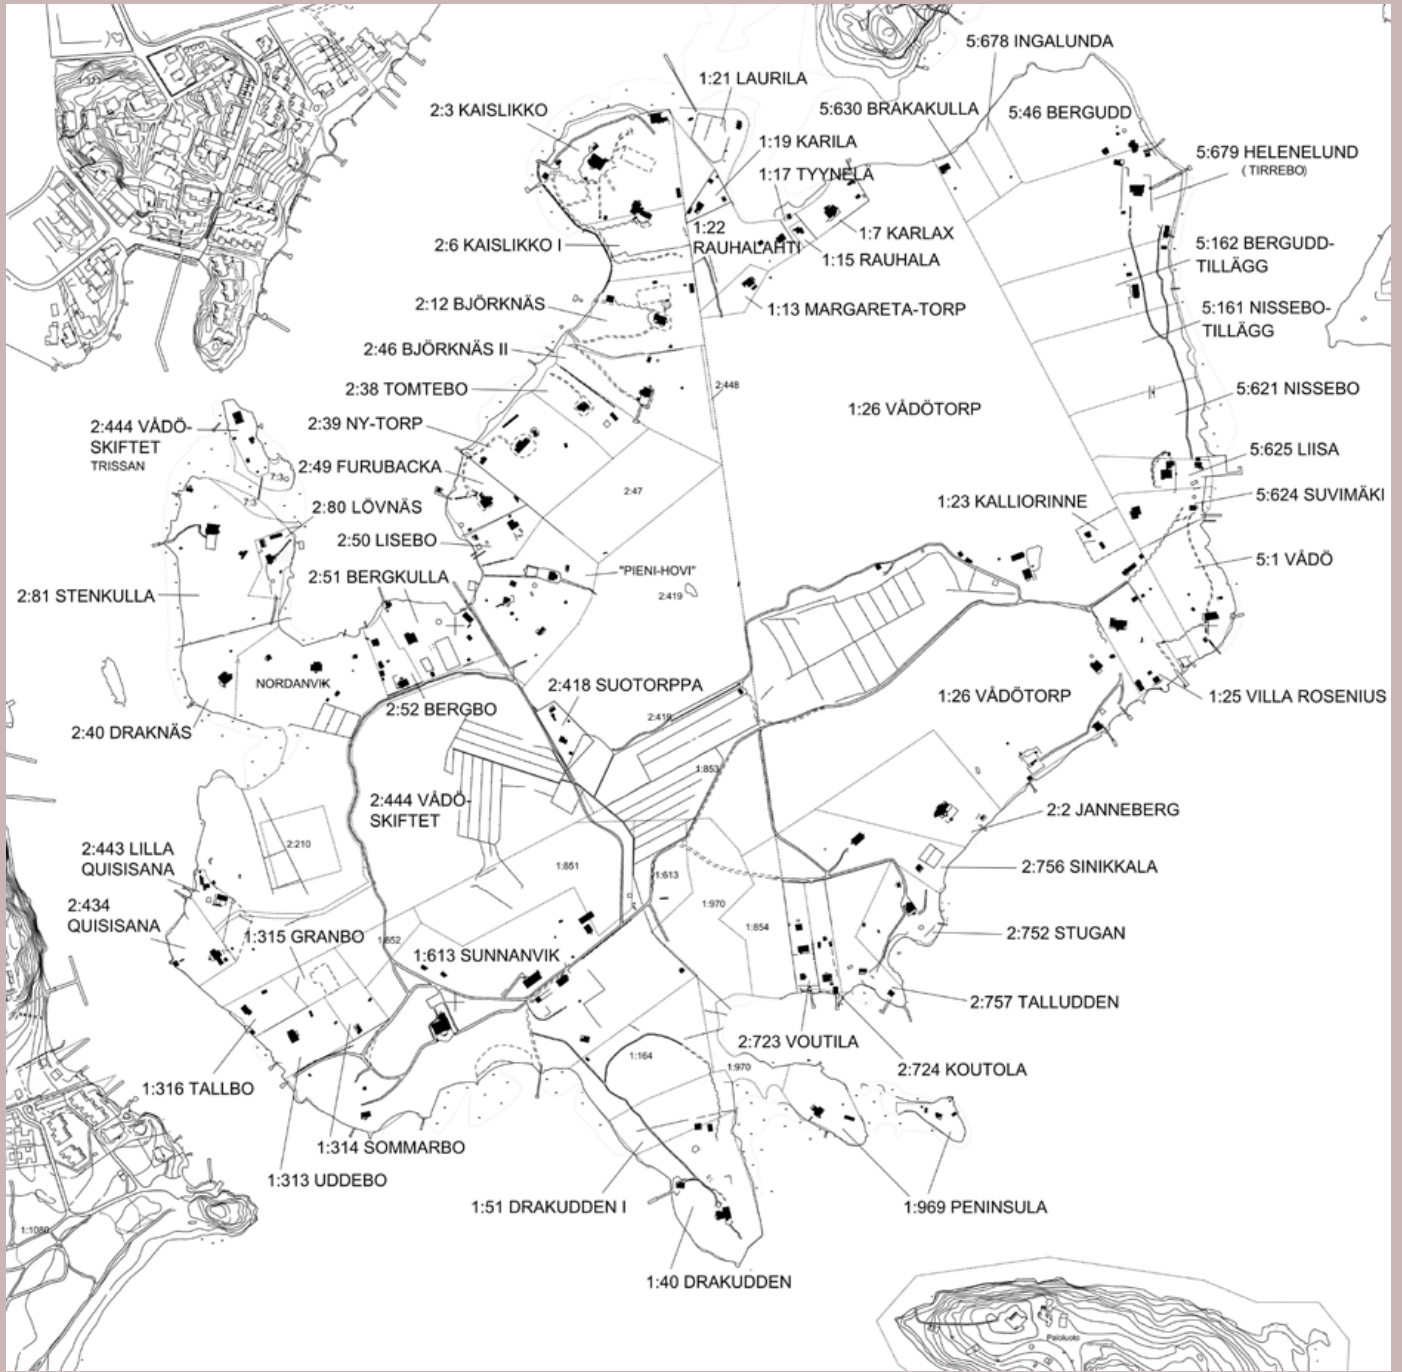 5:678 INGALUNDA
1:21 LAURILA
2:3 KAISLIKKO
5:630 BRAKAKULLA
5:46 BERGUDD
1:19 KARILA
5:679 HELENELUND
( TIRREBO)
1:17 TYYNELÄ
1:22
RAUHALAHTI
1:7 KARLAX
2:6 KAISLIKKO I
1:15 RAUHALA
5:162 BERGUDD-
TILLÄGG
2:12 BJÖRKNÄS
1:13 MARGARETA-TORP
5:161 NISSEBO-
TILLÄGG
2:46 BJÖRKNÄS II
2:448
2:38 TOMTEBO
5:621 NISSEBO
1:26 VÅDÖTORP
2:444 VÅDÖ-
SKIFTET
TRISSAN
2:39 NY-TORP
5:625 LIISA
2:49 FURUBACKA
7:3
7:3
2:47
5:624 SUVIMÄKI
1:23 KALLIORINNE
2:80 LÖVNÄS
2:50 LISEBO
5:1 VÅDÖ
"PIENI-HOVI"
2:51 BERGKULLA
2:419
2:81 STENKULLA
NORDANVIK
2:418 SUOTORPPA
1:26 VÅDÖTORP
1:25 VILLA ROSENIUS
2:52 BERGBO
2:419
2:40 DRAKNÄS
1:853
2:444 VÅDÖ-
SKIFTET
2:2 JANNEBERG
2:210
2:443 LILLA
QUISISANA
1:851
1:613
2:756 SINIKKALA
2:434
QUISISANA
1:970
1:854
1:315 GRANBO
1:852
2:752 STUGAN
1:613 SUNNANVIK
2:757 TALLUDDEN
2:723 VOUTILA
1:164
1:970
2:724 KOUTOLA
1:316 TALLBO
1:314 SOMMARBO
1:313 UDDEBO
1:51 DRAKUDDEN I
1:969 PENINSULA
1:1080
1:40 DRAKUDDEN
Paloluoto